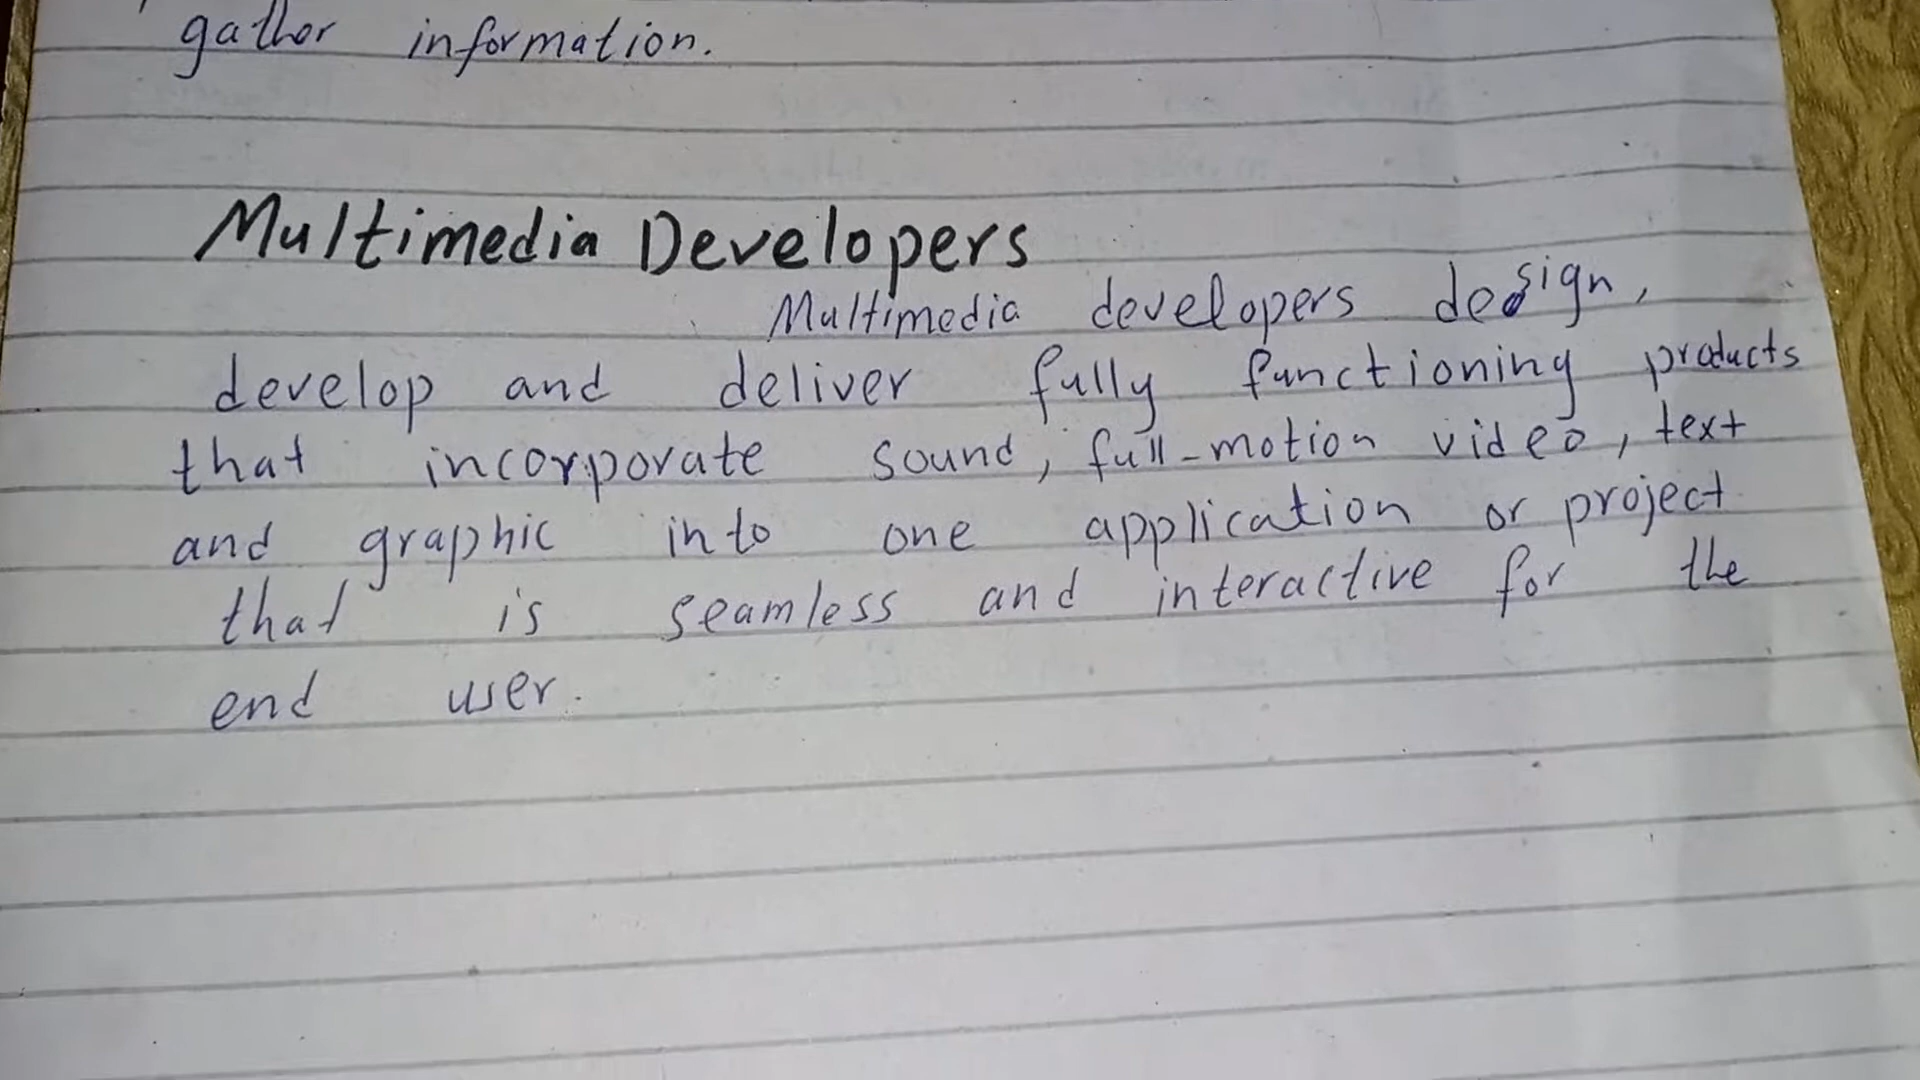 gather information.
Multimedia Developers
Multimedia developers design,
develop and deliver fully functioning products
that incorporate sound, full-motion video, text
and graphic into one application or project
that is seamless and interactive for the
end user.